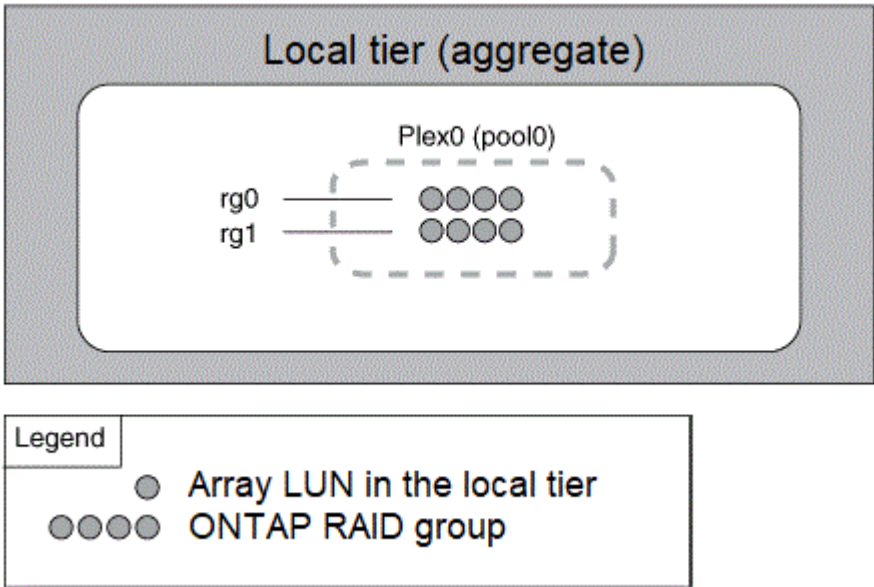 Local tier (aggregate)
Plex0 (pool0)
rg0
rg1
Legend
Array LUN in the local tier
ONTAP RAID group